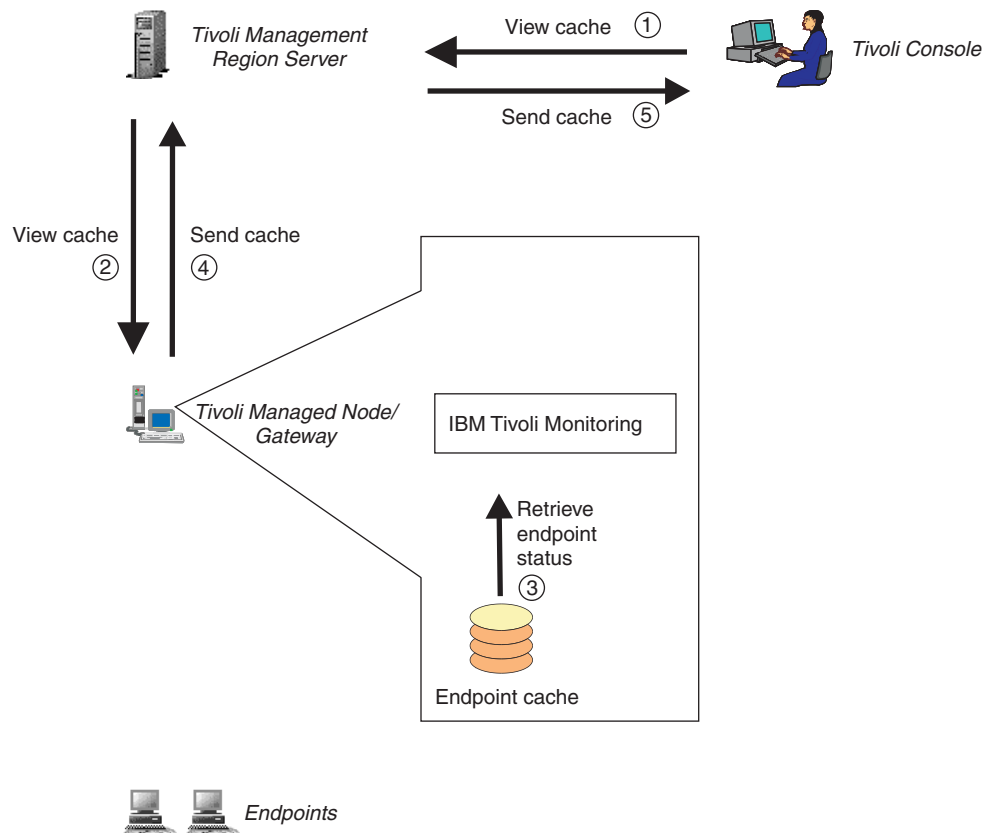 Tivoli Management
Region Server
View cache ①
Tivoli Console
Send cache ⑤
View cache
②
Send cache
④
Tivoli Managed Node/
Gateway
IBM Tivoli Monitoring
Retrieve
endpoint
status
③
Endpoint cache
Endpoints